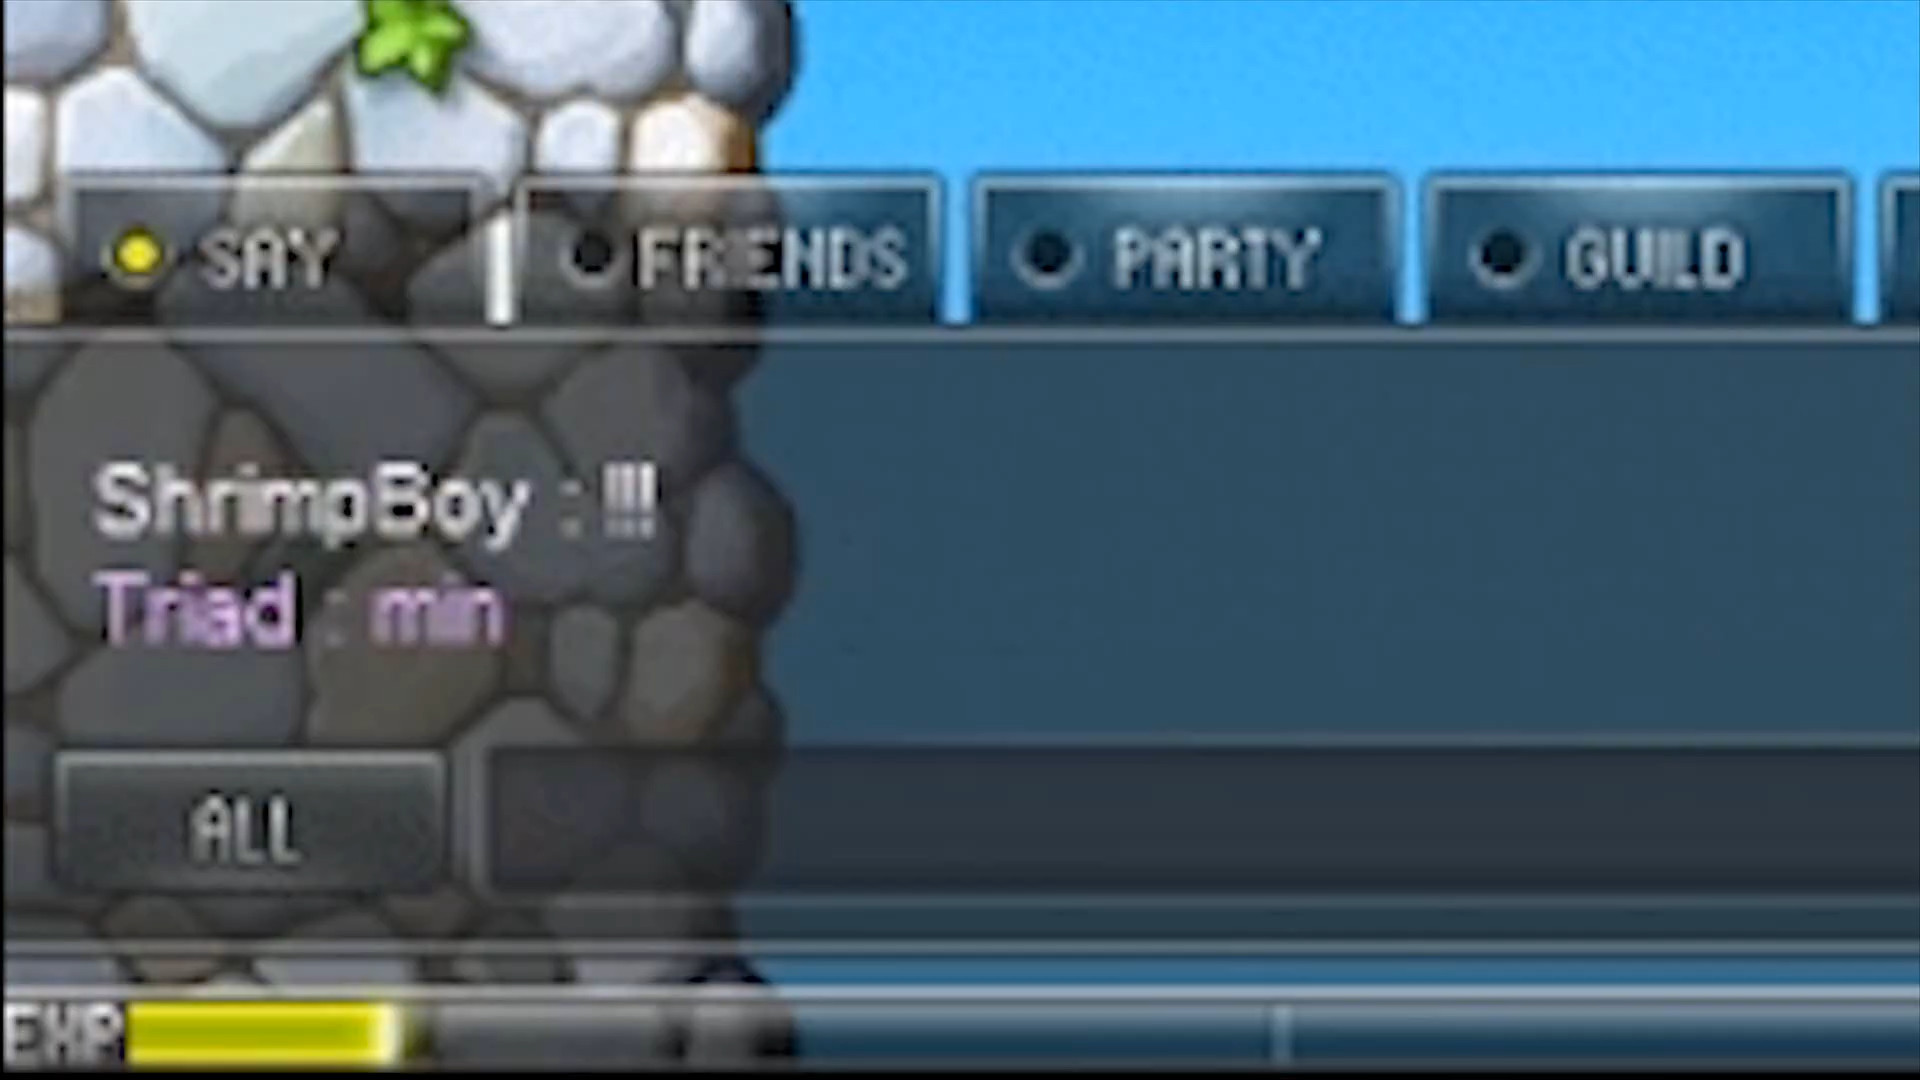 SAY FRIENDS PARTY GUILD
ShrimpBoy : !!!
Triad : min
ALL
EXP